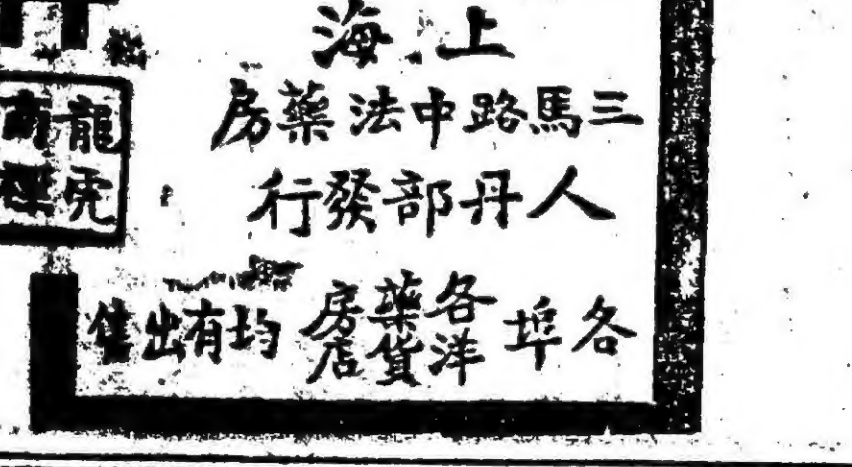 上海
三馬路中法藥房
人丹部發行
各埠各藥房洋貨店均有出售
龍虎
商標